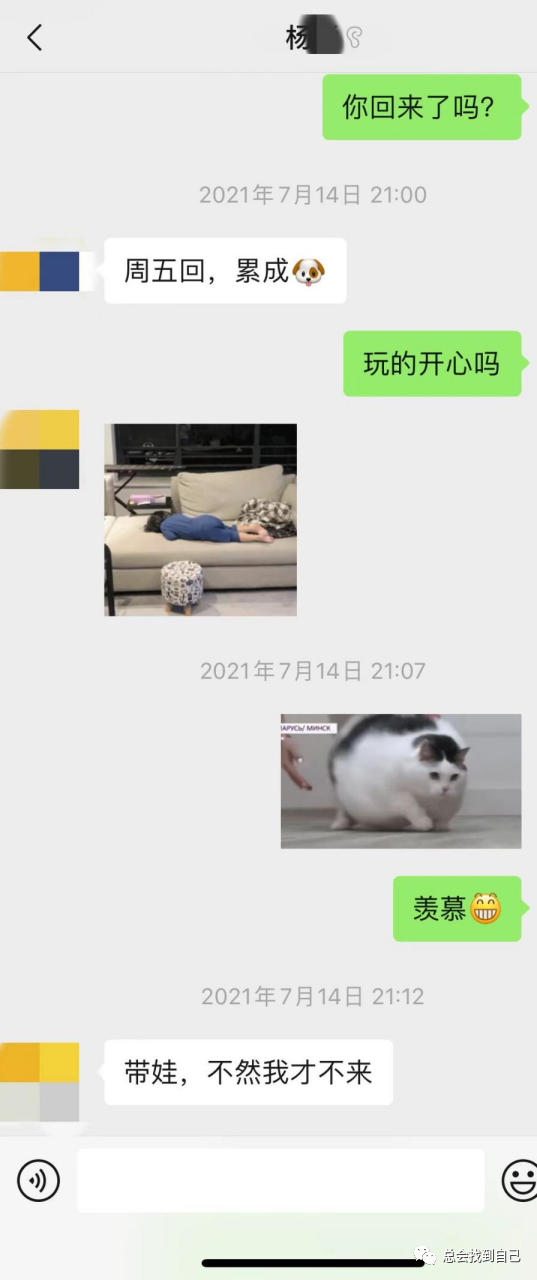 杨
你回来了吗?
2021年7月14日 21:00
周五回，累成🐶
玩的开心吗
2021年7月14日 21:07
ЛАРУСЬ/ МИНСК
羡慕😁
2021年7月14日 21:12
带娃，不然我才不来
总会找到自己